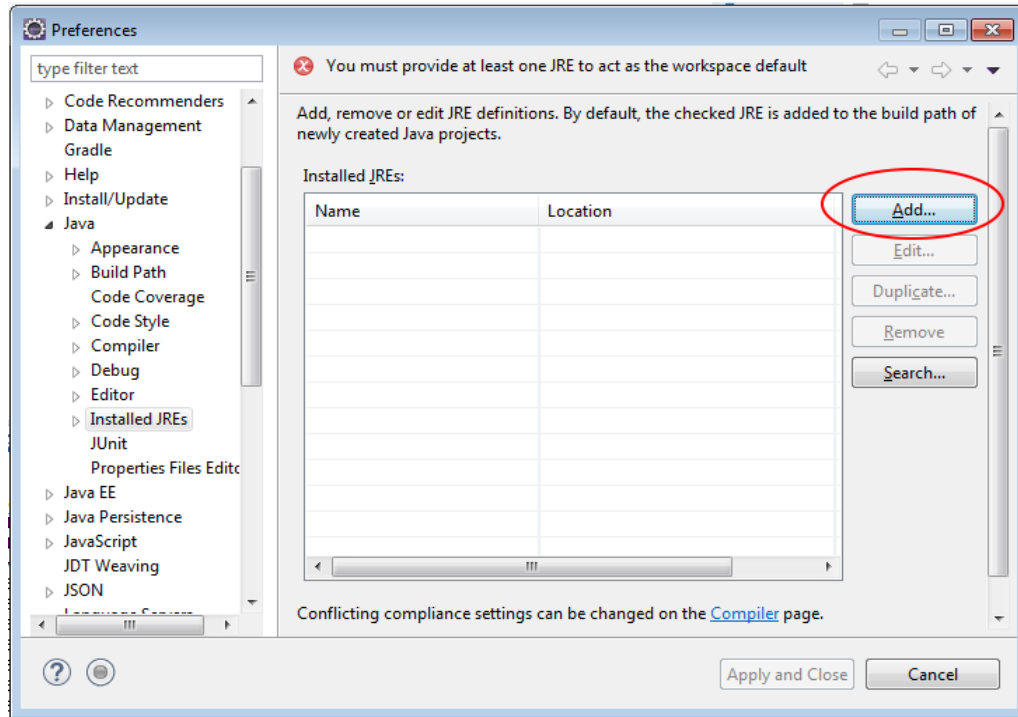 Preferences
type filter text
You must provide at least one JRE to act as the workspace default
Code Recommenders
Data Management
Gradle
Help
Install/Update
Java
Appearance
Build Path
Code Coverage
Code Style
Compiler
Debug
Editor
Installed JREs
JUnit
Properties Files Edito
Java EE
Java Persistence
JavaScript
JDT Weaving
JSON
Add, remove or edit JRE definitions. By default, the checked JRE is added to the build path of
newly created Java projects.
Installed JREs:
Name Location
Add...
Edit...
Duplicate...
Remove
Search...
Conflicting compliance settings can be changed on the Compiler page.
Apply and Close
Cancel